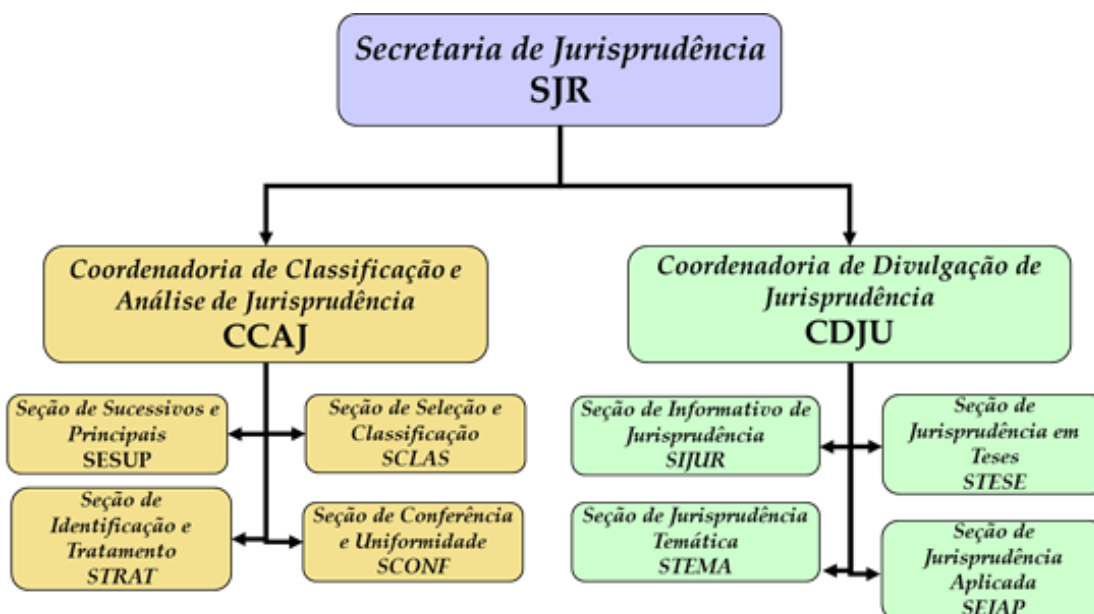 Secretaria de Jurisprudência
SJR
Coordenadoria de Classificação e
Análise de Jurisprudência
CCAJ
Coordenadoria de Divulgação de
Jurisprudência
CDJU
Seção de Sucessivos e
Principais
SESUP
Seção de Seleção e
Classificação
SCLAS
Seção de
Identificação e
Tratamento
STRAT
Seção de Conferência
e Uniformidade
SCONF
Seção de Informativo de
Jurisprudência
SIJUR
Seção de
Jurisprudência em
Teses
STESE
Seção de Jurisprudência
Temática
STEMA
Seção de
Jurisprudência
Aplicada
SEJAP